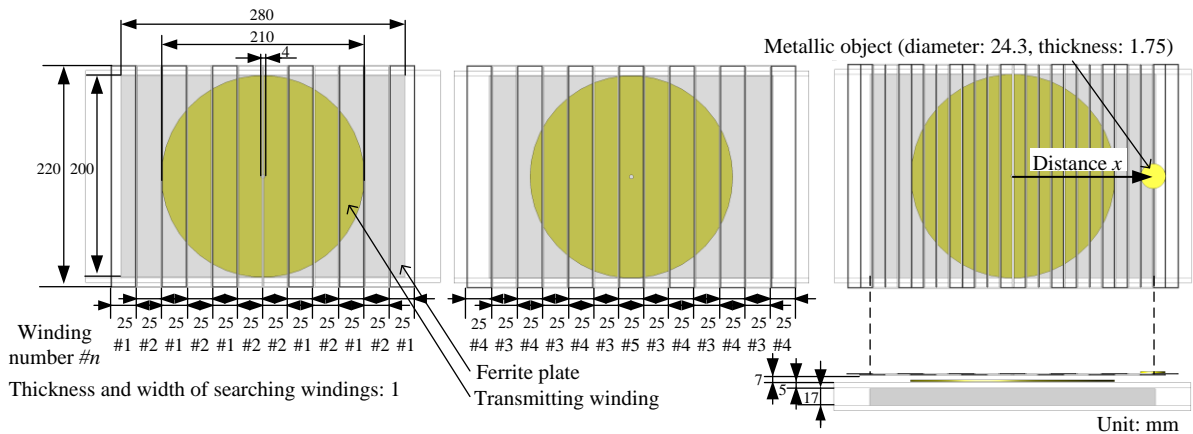 280
210
4
220
200
Metallic object (diameter: 24.3, thickness: 1.75)
Distance x
25 25 25 25 25 25 25 25 25 25 25 25
#1 #2 #1 #2 #1 #2 #2 #1 #2 #1 #2 #1
25 25 25 25 25 25 25 25 25 25 25 25 25
#4 #3 #4 #3 #4 #3 #5 #3 #4 #3 #4 #3 #4
Winding
number #n
Thickness and width of searching windings: 1
Ferrite plate
Transmitting winding
7
5
17
Unit: mm